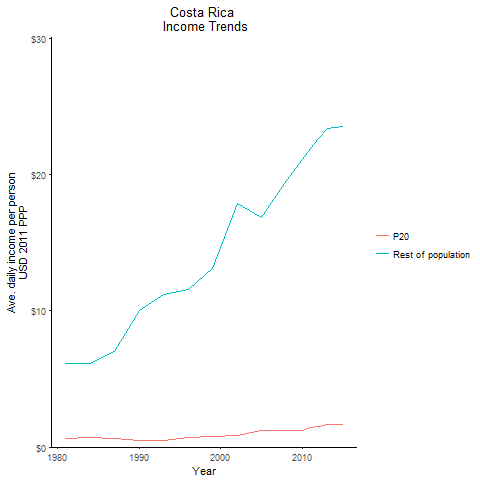 Costa Rica
Income Trends
$30
$20
$10
$0
1980
1990
2000
2010
Year
Ave. daily income per person
USD 2011 PPP
P20
Rest of population